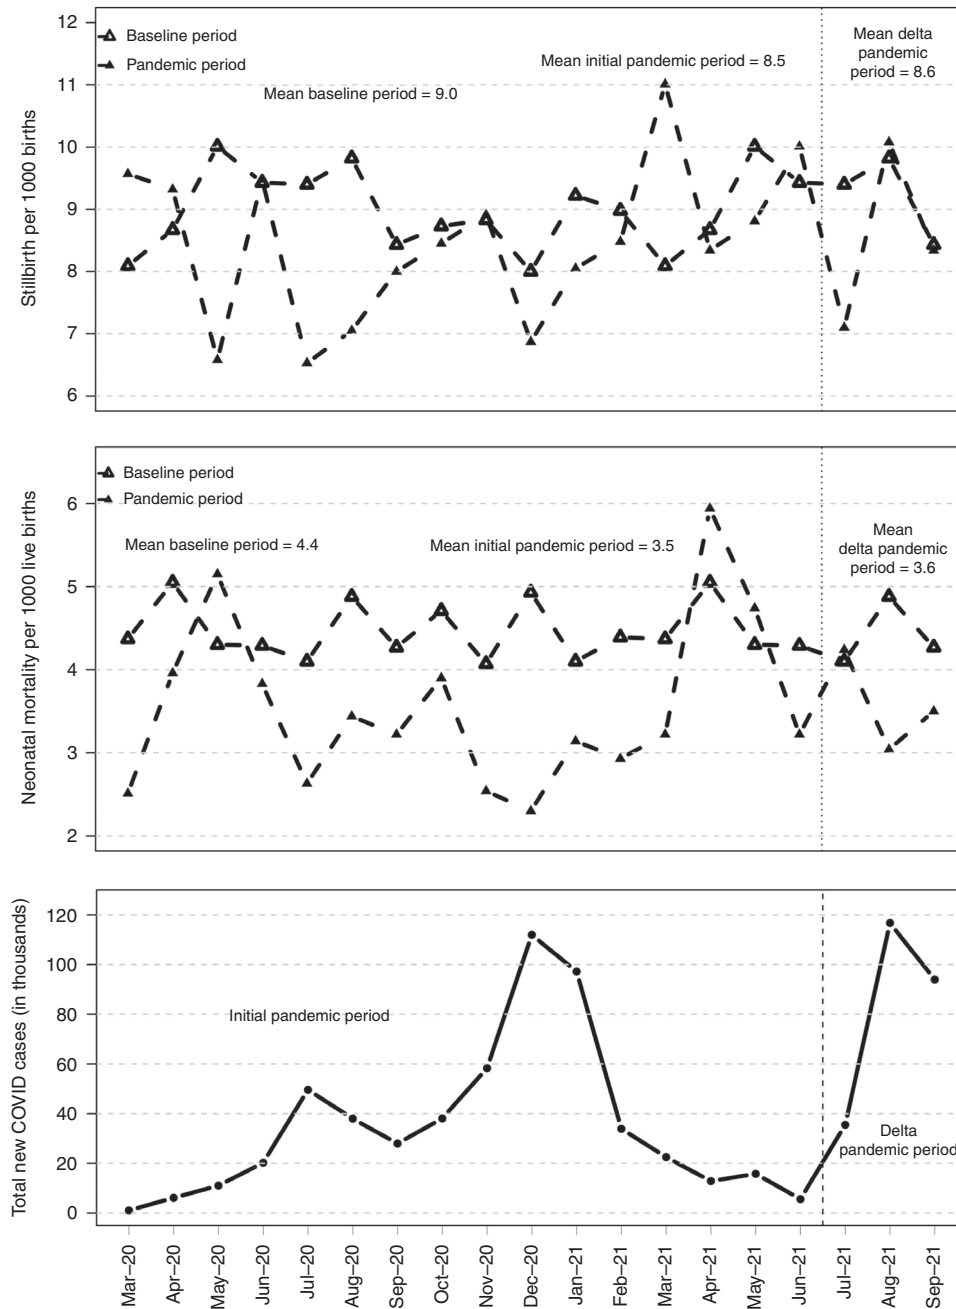 Stillbirth per 1000 births
12
11
10
9
8
7
6
Baseline period
Pandemic period
Mean baseline period = 9.0
Mean initial pandemic period = 8.5
Mean delta
pandemic
period = 8.6
Neonatal mortality per 1000 live births
6
5
4
3
2
Baseline period
Pandemic period
Mean baseline period = 4.4
Mean initial pandemic period = 3.5
Mean
delta pandemic
period = 3.6
Total new COVID cases (in thousands)
120
100
80
60
40
20
0
Initial pandemic period
Delta
pandemic period
Mar–20
Apr–20
May–20
Jun–20
Jul–20
Aug–20
Sep–20
Oct–20
Nov–20
Dec–20
Jan–21
Feb–21
Mar–21
Apr–21
May–21
Jun–21
Jul–21
Aug–21
Sep–21